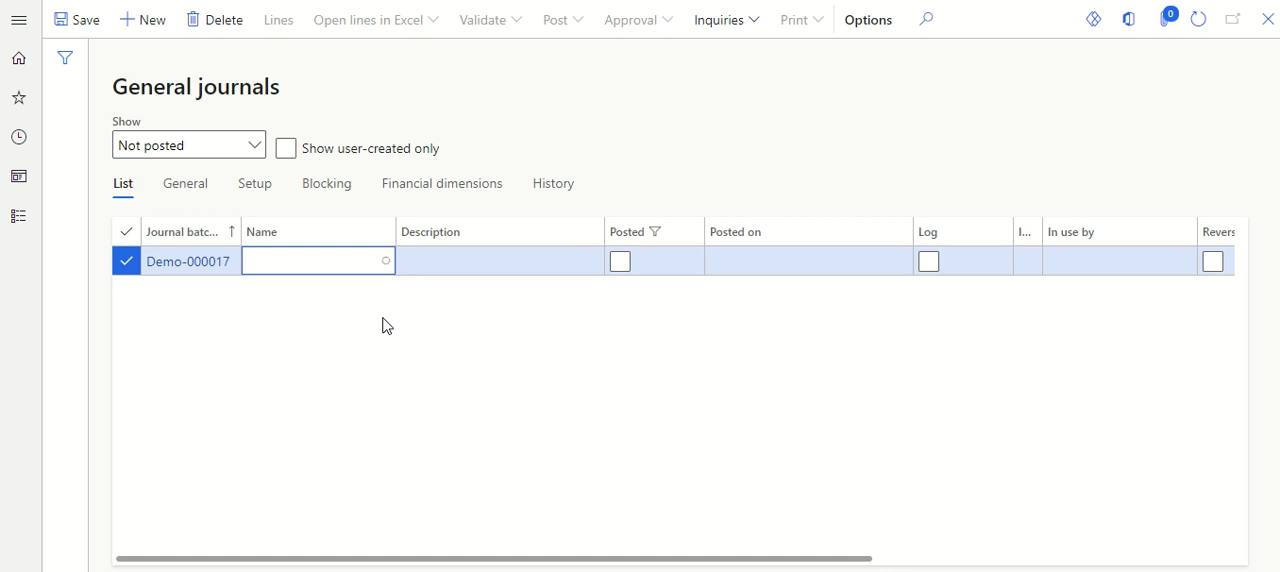 Save New Delete Lines Open lines in Excel Validate Post Approval Inquiries Print Options 0
General journals
Show
Not posted Show user-created only
List General Setup Blocking Financial dimensions History
Journal batc... Name Description Posted Posted on Log I... In use by Revers
Demo-000017